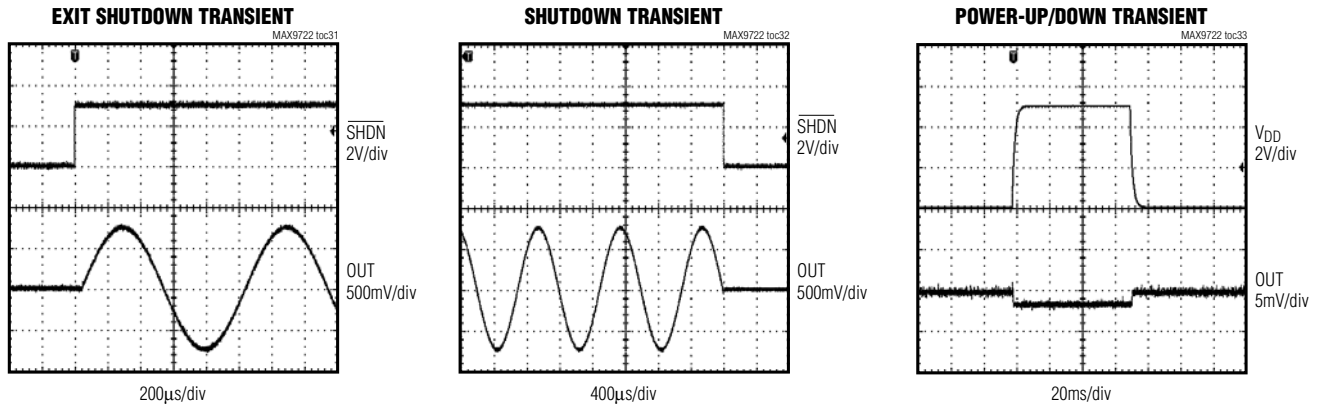 EXIT SHUTDOWN TRANSIENT
MAX9722 toc31
SHDN
2V/div
OUT
500mV/div
200μs/div
SHUTDOWN TRANSIENT
MAX9722 toc32
SHDN
2V/div
OUT
500mV/div
400μs/div
POWER-UP/DOWN TRANSIENT
MAX9722 toc33
VDD
2V/div
OUT
5mV/div
20ms/div